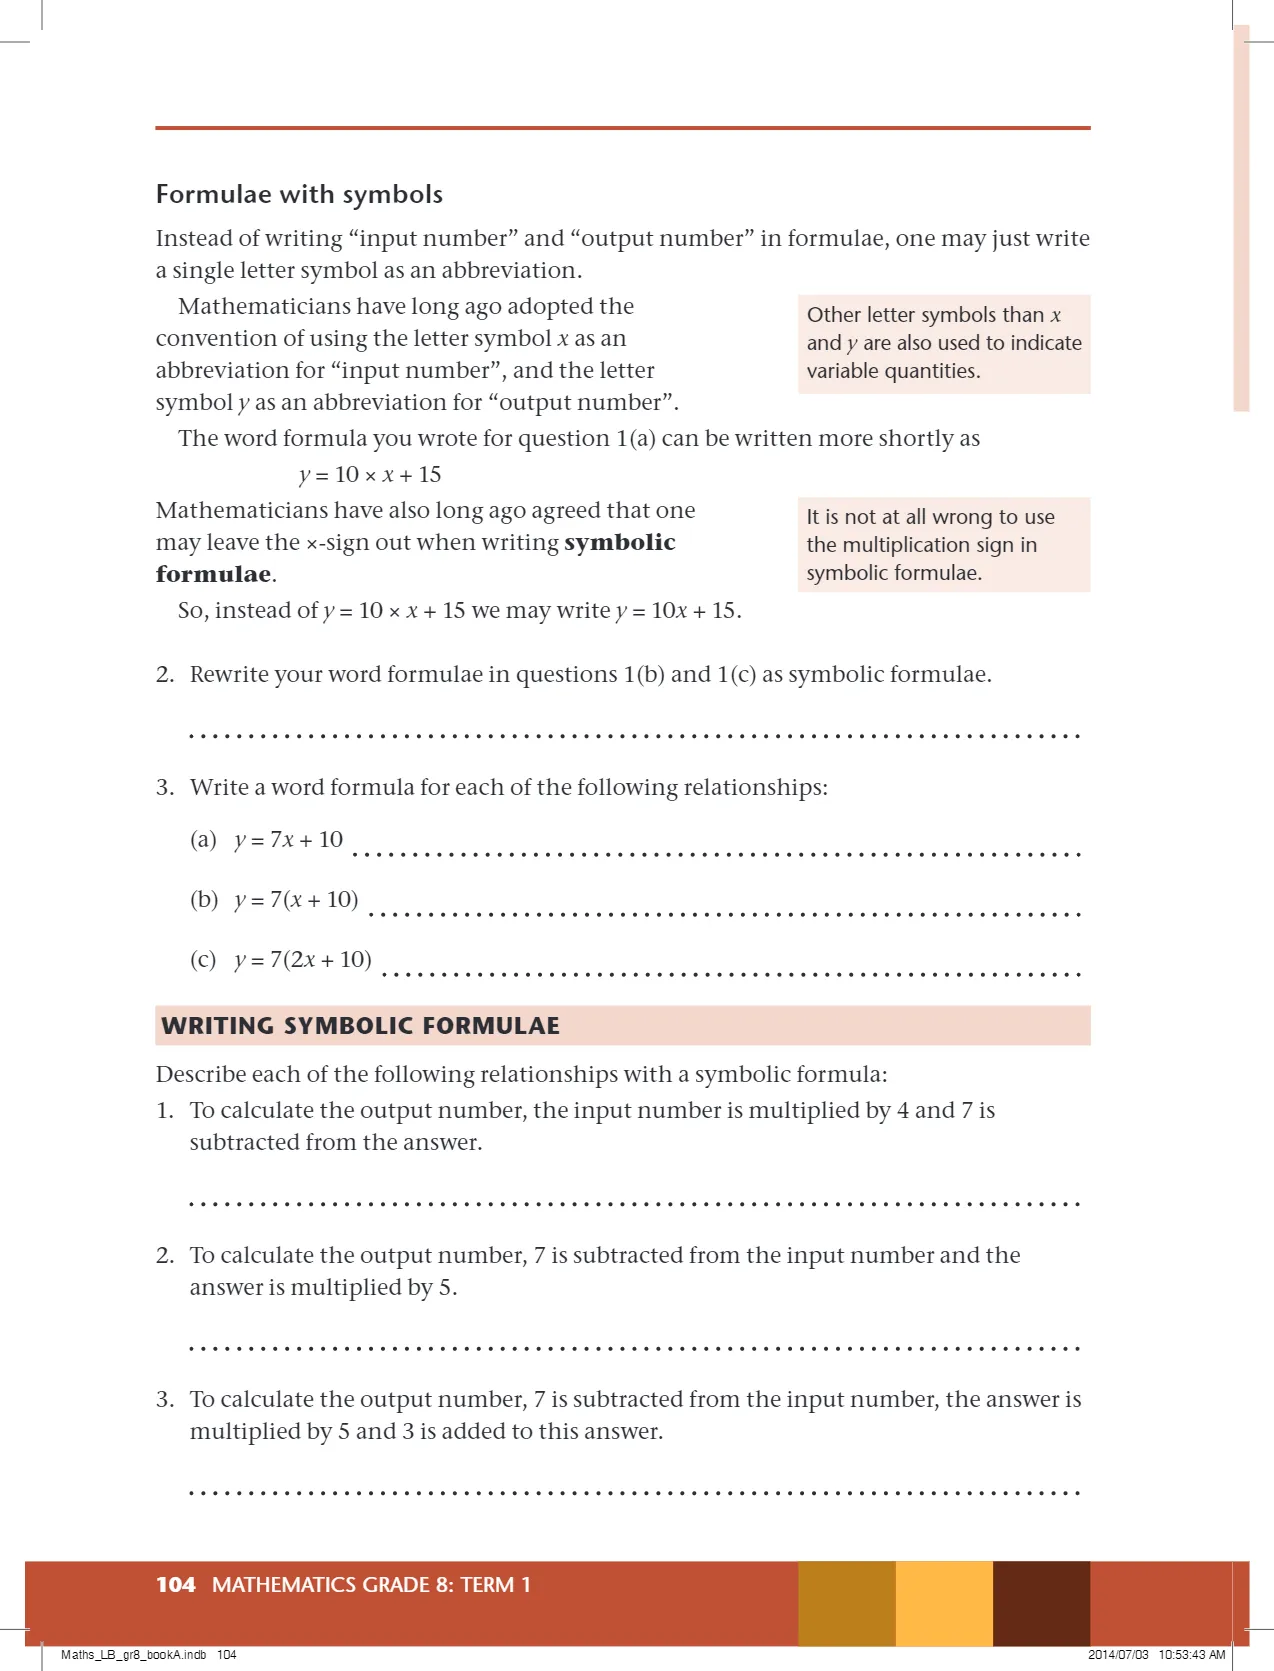 Formulae with symbols
Instead of writing “input number” and “output number” in formulae, one may just write
a single letter symbol as an abbreviation.
Mathematicians have long ago adopted the
convention of using the letter symbol x as an
abbreviation for “input number”, and the letter
symbol y as an abbreviation for “output number”.
Other letter symbols than x
and y are also used to indicate
variable quantities.
The word formula you wrote for question 1(a) can be written more shortly as
y = 10 × x + 15
Mathematicians have also long ago agreed that one
may leave the ×-sign out when writing symbolic
formulae.
It is not at all wrong to use
the multiplication sign in
symbolic formulae.
So, instead of y = 10 × x + 15 we may write y = 10x + 15.
2. Rewrite your word formulae in questions 1(b) and 1(c) as symbolic formulae.
3. Write a word formula for each of the following relationships:
(a) y = 7x + 10
(b) y = 7(x + 10)
(c) y = 7(2x + 10)
WRITING SYMBOLIC FORMULAE
Describe each of the following relationships with a symbolic formula:
1. To calculate the output number, the input number is multiplied by 4 and 7 is
subtracted from the answer.
2. To calculate the output number, 7 is subtracted from the input number and the
answer is multiplied by 5.
3. To calculate the output number, 7 is subtracted from the input number, the answer is
multiplied by 5 and 3 is added to this answer.
104 MATHEMATICS GRADE 8: TERM 1
Maths_LB_gr8_bookA.indb 104
2014/07/03 10:53:43 AM